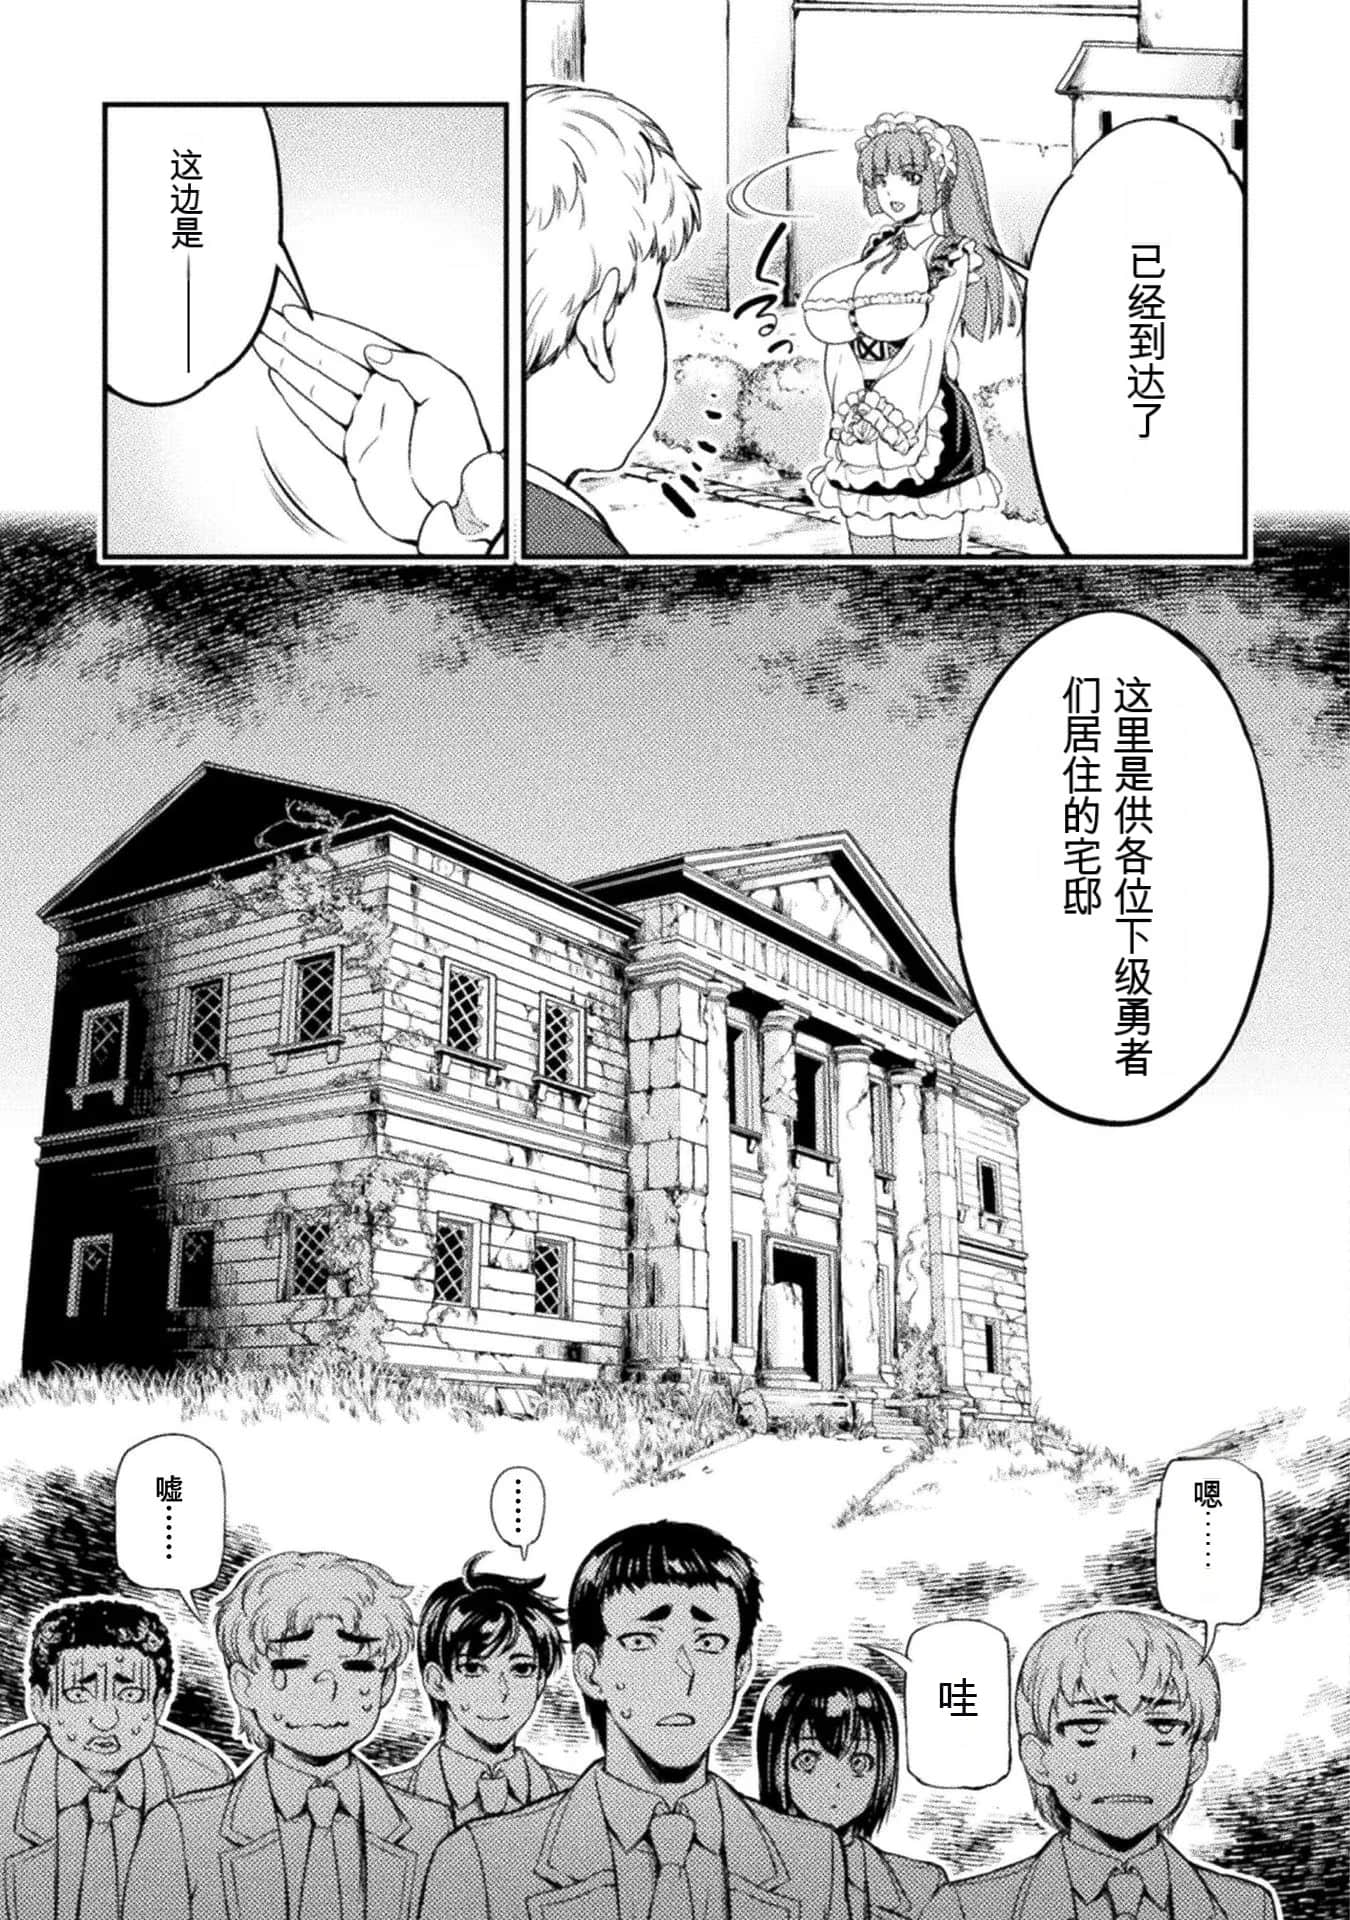 已经到达了
这边是——
这里是供各位下级勇者
们居住的宅邸
嗯……
哇
……
嘘……